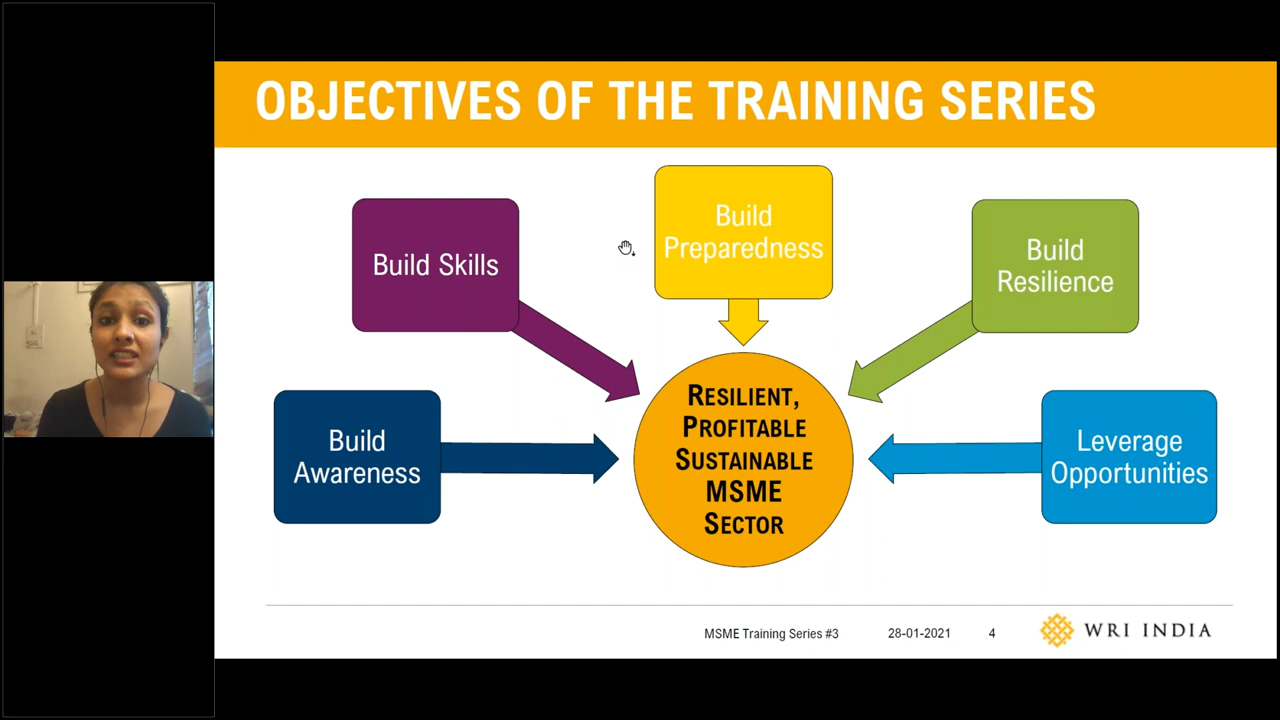 OBJECTIVES OF THE TRAINING SERIES
Build Awareness
Build Skills
Build
Preparedness
Build
Resilience
Leverage
Opportunities
RESILIENT,
PROFITABLE
SUSTAINABLE
MSME
SECTOR
MSME Training Series #3
28-01-2021
4
WRI INDIA